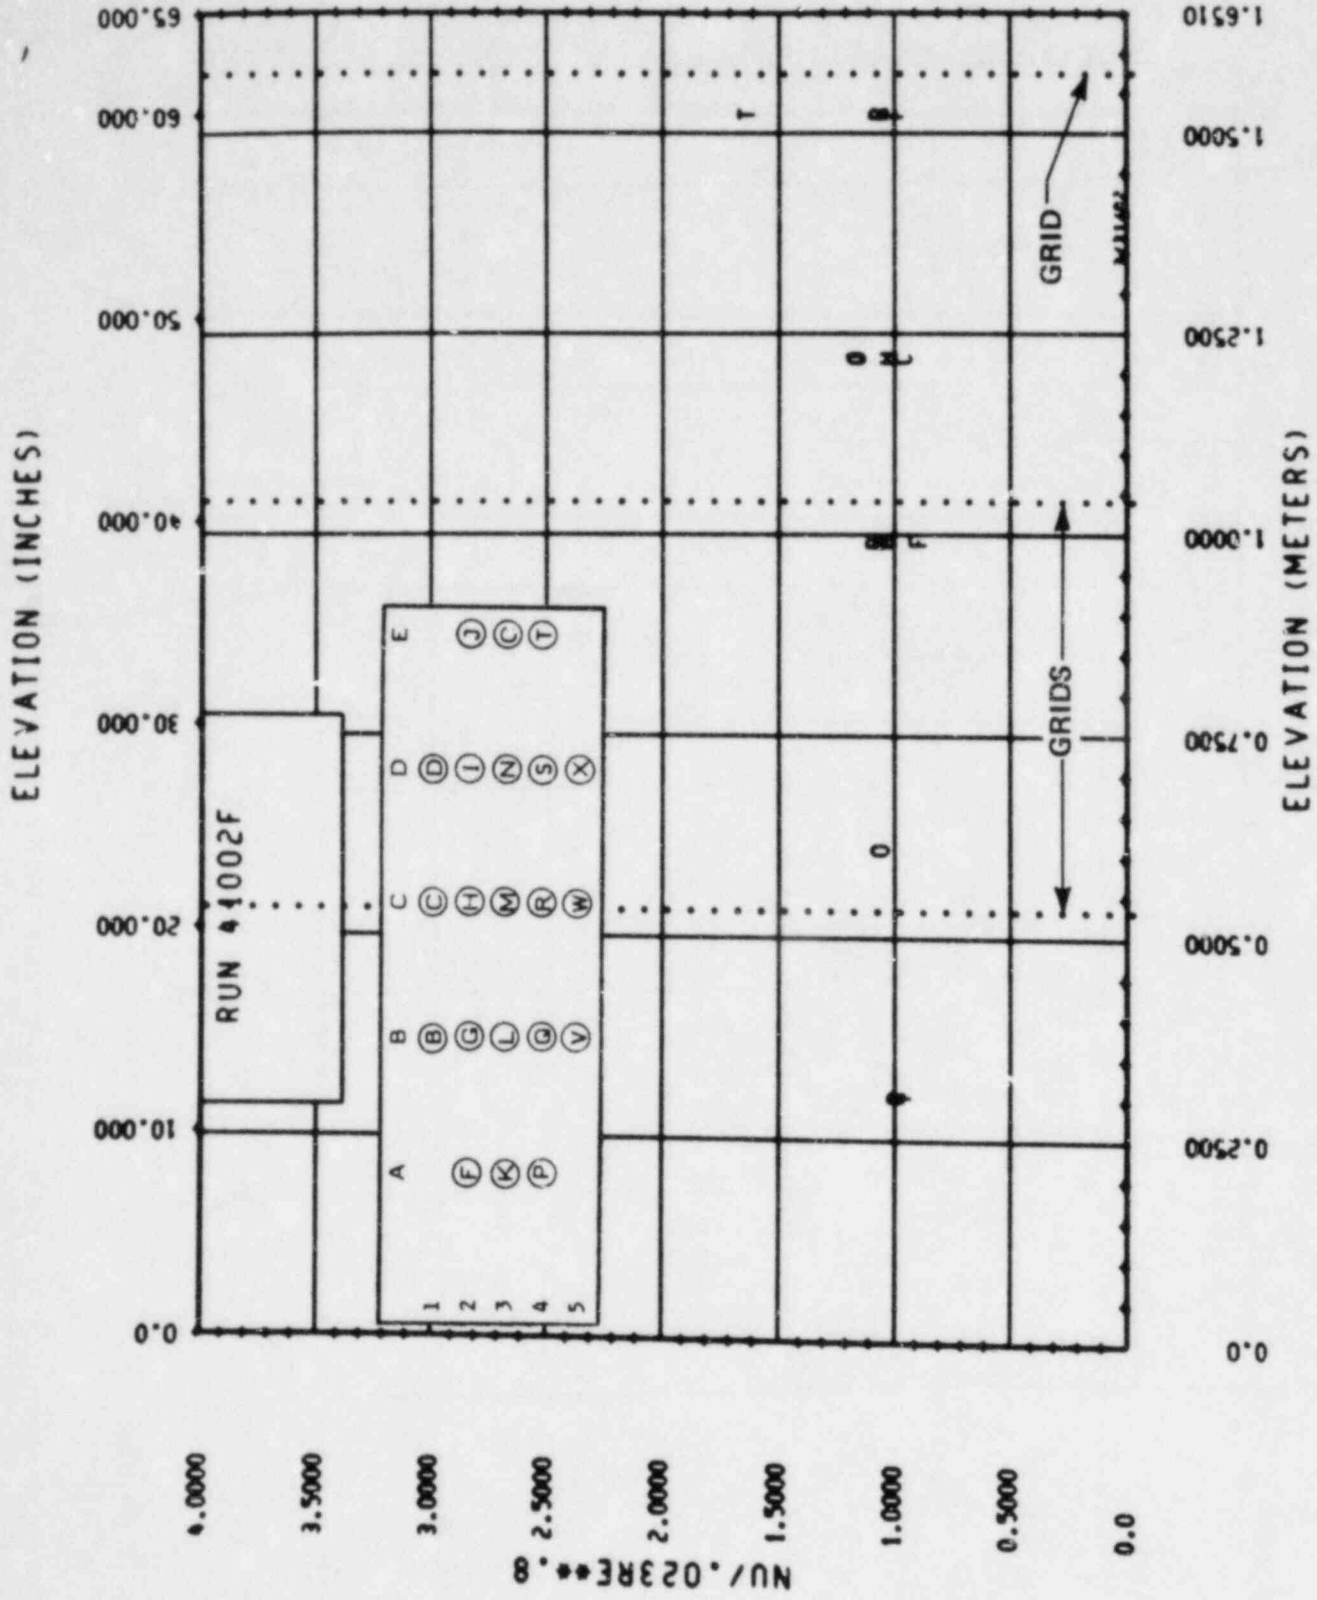 ELEVATION (INCHES)
0.0 10.000 20.000 30.000 40.000 50.000 60.000 65.000
RUN 41002F
A B C D E
1 B C D
2 F G H I J
3 K L M N C
4 P Q R S T
5 V W X
4.0000
3.5000
3.0000
2.5000
2.0000
1.5000
1.0000
0.5000
0.0
NU/.023RE**.8
T
O
O
F
GRIDS
GRID
0.0 0.2500 0.5000 0.7500 1.0000 1.2500 1.5000 1.6510
ELEVATION (METERS)